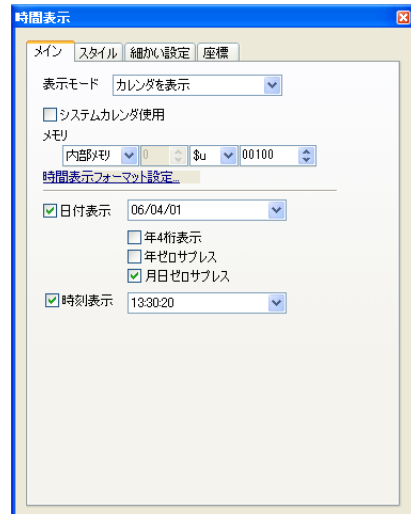 時間表示
メイン スタイル 細かい設定 座標
表示モード カレンダを表示
システムカレンダ使用
メモリ
内部メモリ 0 $u 00100
時間表示フォーマット設定...
日付表示 06/04/01
年4桁表示
年ゼロサプレス
月日ゼロサプレス
時刻表示 13:30:20